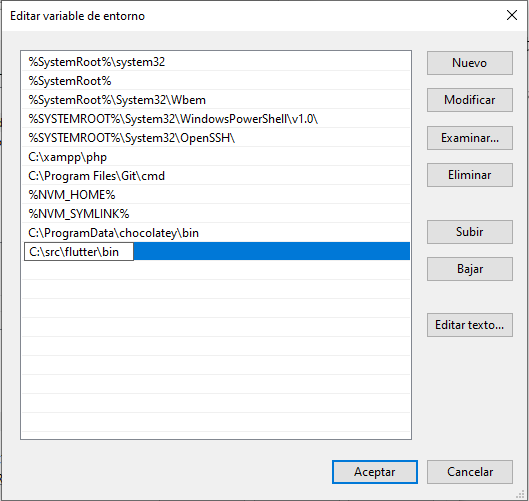 Editar variable de entorno
%SystemRoot%\system32
%SystemRoot%
%SystemRoot%\System32\Wbem
%SYSTEMROOT%\System32\WindowsPowerShell\v1.0\
%SYSTEMROOT%\System32\OpenSSH\
C:\xampp\php
C:\Program Files\Git\cmd
%NVM_HOME%
%NVM_SYMLINK%
C:\ProgramData\chocolatey\bin
C:\src\flutter\bin
Nuevo
Modificar
Examinar...
Eliminar
Subir
Bajar
Editar texto...
Aceptar
Cancelar